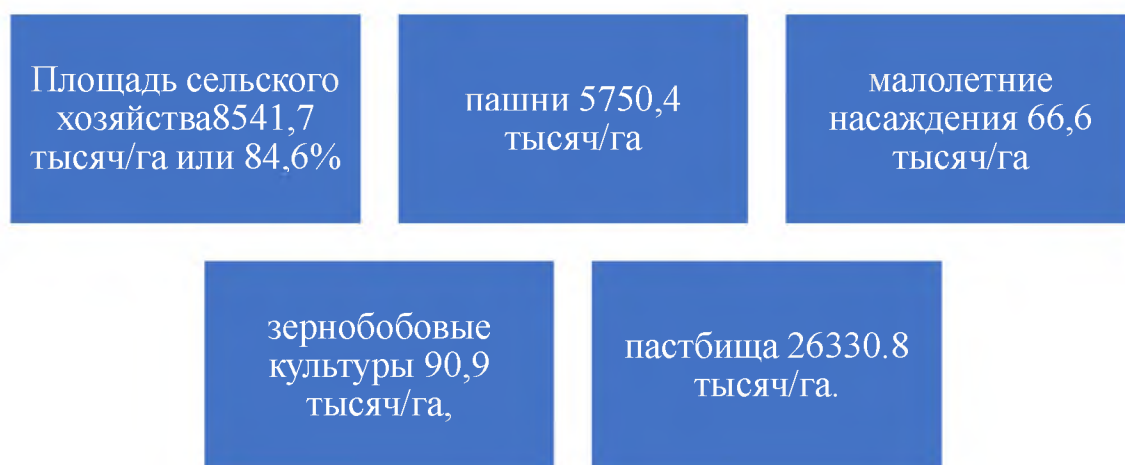 Площадь сельского
хозяйства8541,7
тысяч/га или 84,6%
пашни 5750,4
тысяч/га
малолетние
насаждения 66,6
тысяч/га
зернобобовые
культуры 90,9
тысяч/га,
пастбища 26330.8
тысяч/га.